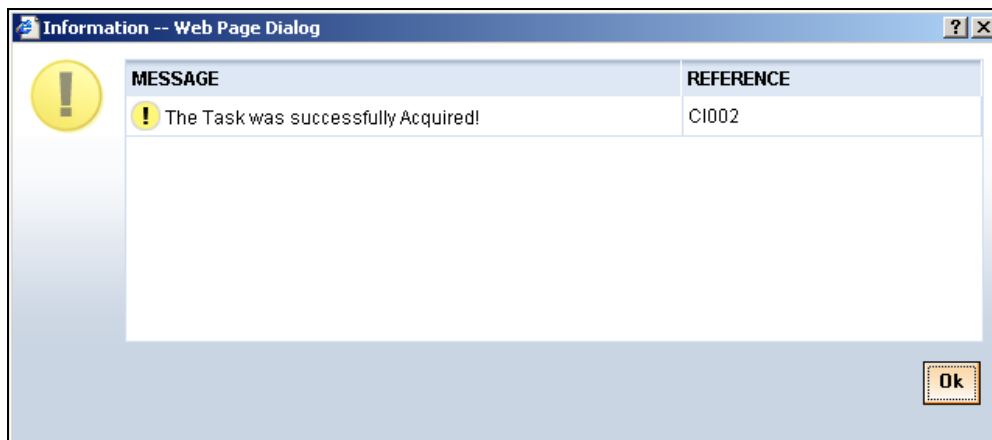 Information -- Web Page Dialog
MESSAGE REFERENCE
The Task was successfully Acquired! CI002
Ok